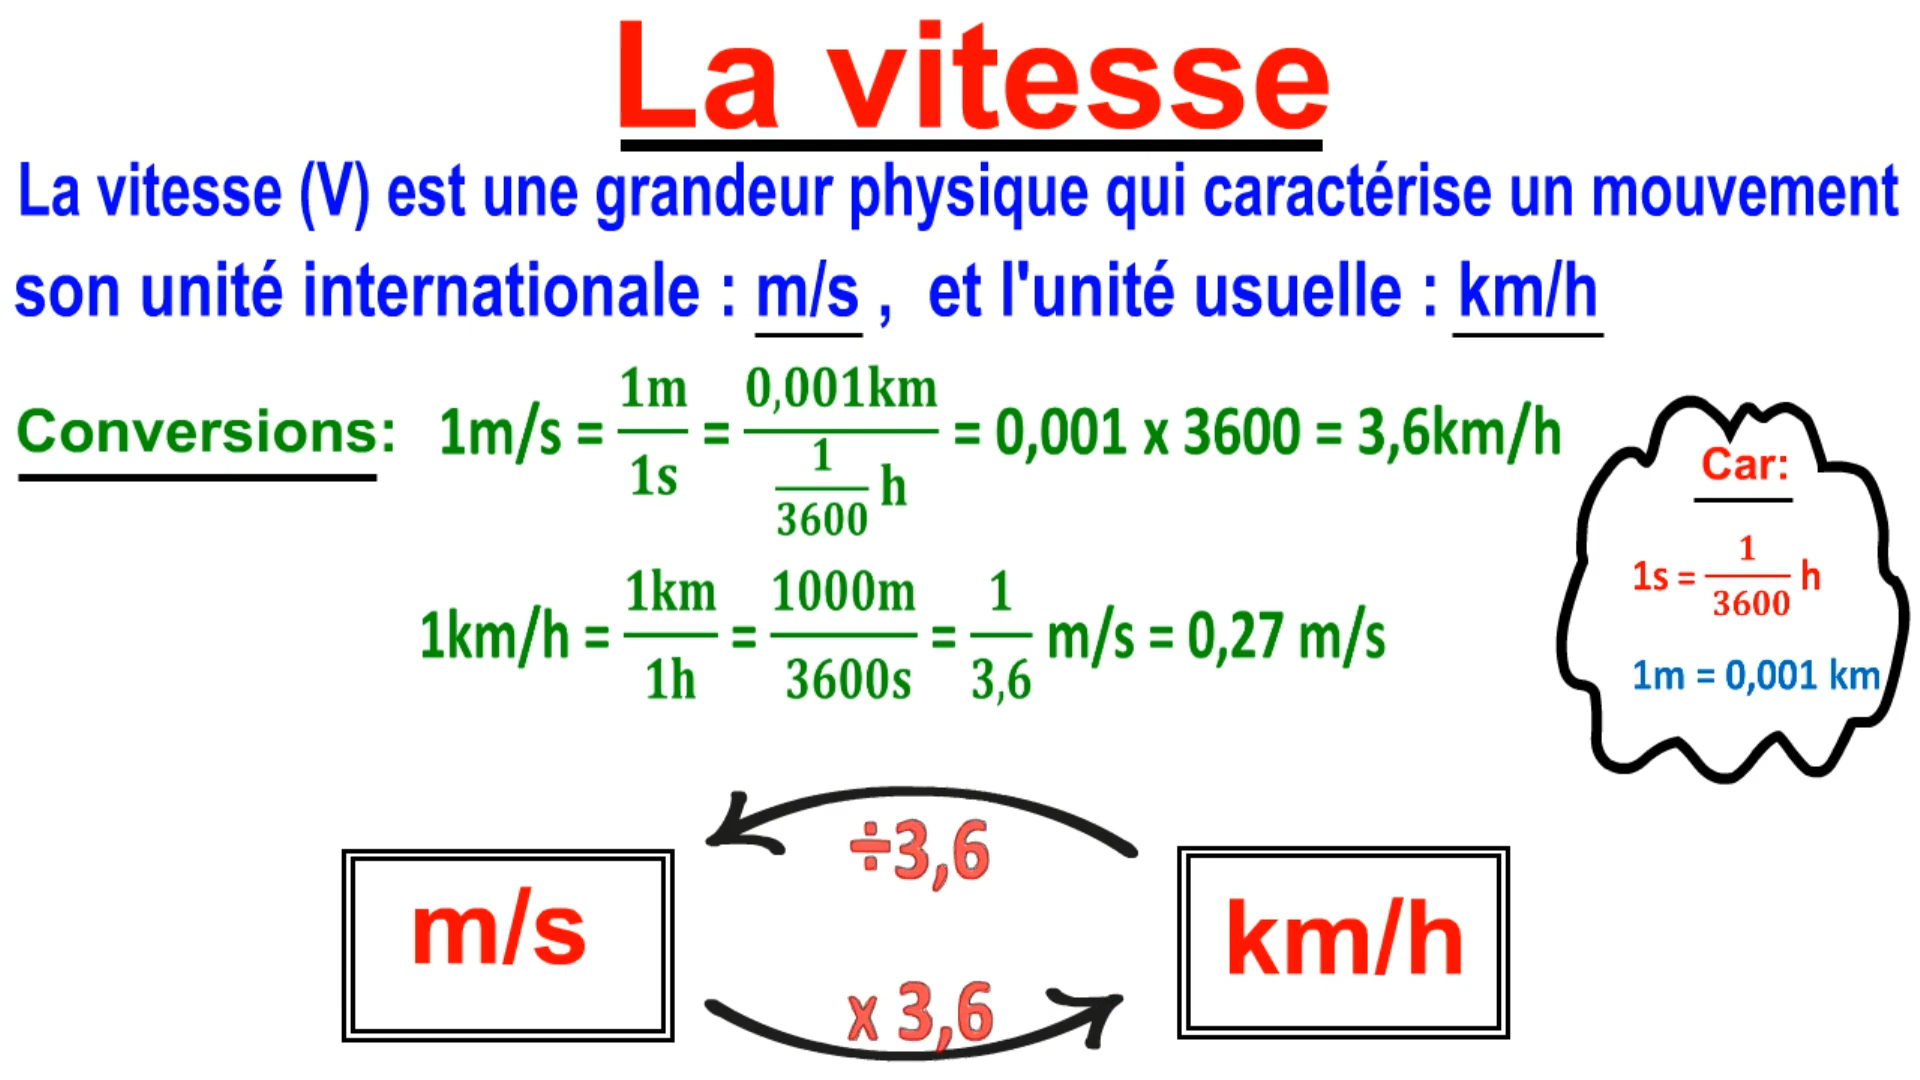 La vitesse
La vitesse (V) est une grandeur physique qui caractérise un mouvement
son unité internationale : m/s ,  et l'unité usuelle : km/h
Conversions: 1m/s = 1m/1s = 0,001km/(1/3600 h) = 0,001 x 3600 = 3,6km/h
1km/h = 1km/1h = 1000m/3600s = 1/3,6 m/s = 0,27 m/s
Car:
1s = 1/3600 h
1m = 0,001 km
÷3,6
m/s
km/h
x 3,6